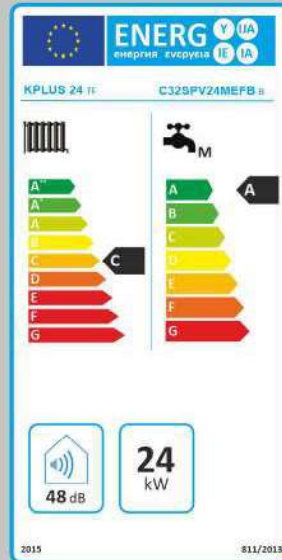 ENERG Y IJA
енергия ενεργεια IE IA
KPLUS 24 TF C32SPV24MEFB B
M
A++
A+
A
B
C
D
E
F
G
C
A
B
C
D
E
F
G
A
48 dB
24
kW
2015 811/2013